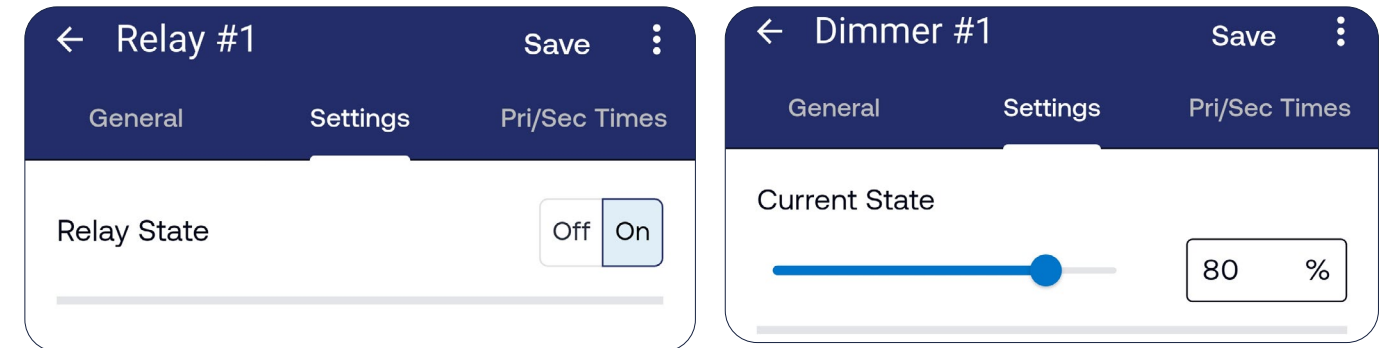 Relay #1
Save
General Settings Pri/Sec Times
Relay State
Off On
Dimmer #1
Save
General Settings Pri/Sec Times
Current State
80 %